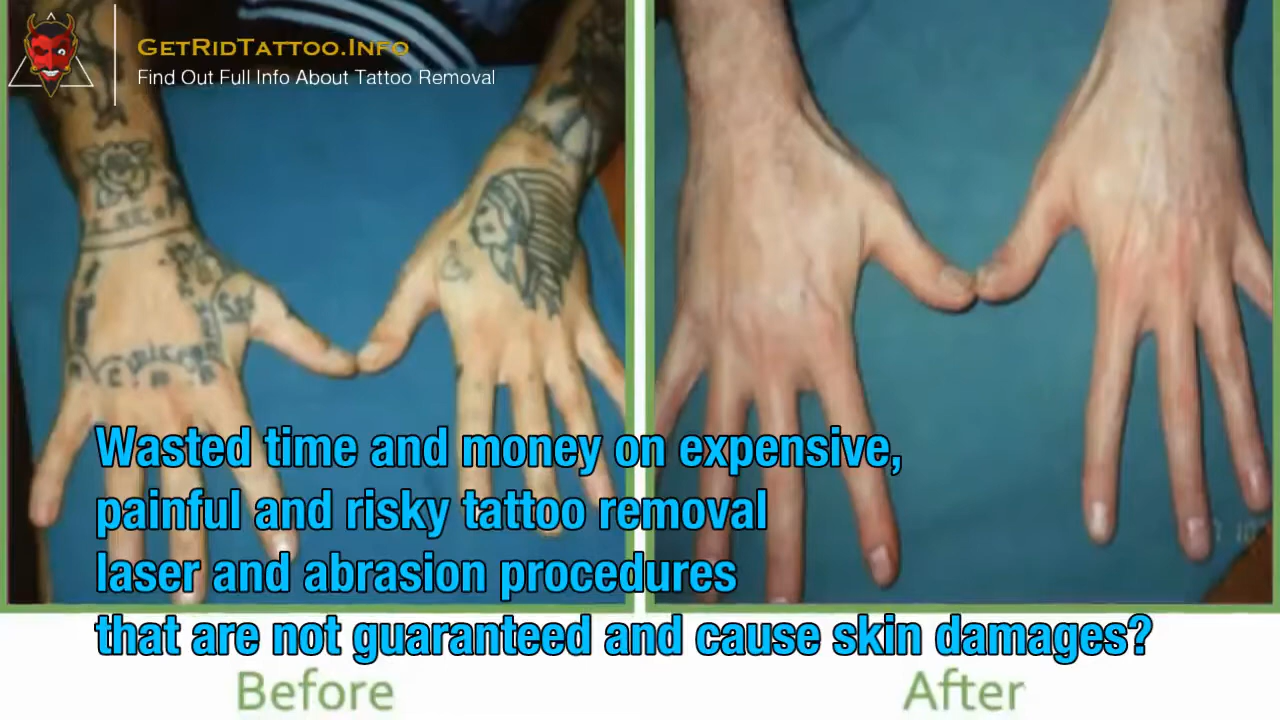 GetRidTattoo.Info
Find Out Full Info About Tattoo Removal
Wasted time and money on expensive,
painful and risky tattoo removal
laser and abrasion procedures
that are not guaranteed and cause skin damages?
Before
After